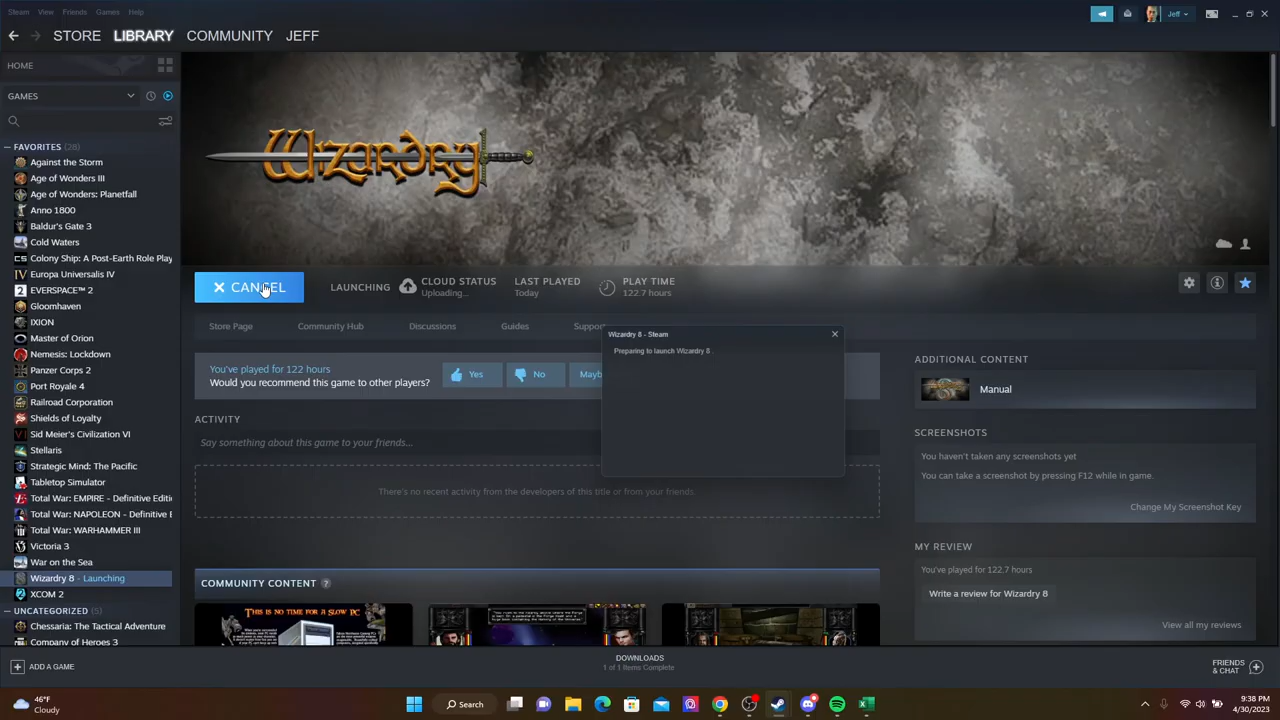 Steam View Friends Games Help
Jeff
STORE LIBRARY COMMUNITY JEFF
HOME
GAMES
FAVORITES (28)
Against the Storm
Age of Wonders III
Age of Wonders: Planetfall
Anno 1800
Baldur's Gate 3
Cold Waters
Colony Ship: A Post-Earth Role Play
Europa Universalis IV
EVERSPACE™ 2
Gloomhaven
IXION
Master of Orion
Nemesis: Lockdown
Panzer Corps 2
Port Royale 4
Railroad Corporation
Shields of Loyalty
Sid Meier's Civilization VI
Stellaris
Strategic Mind: The Pacific
Tabletop Simulator
Total War: EMPIRE - Definitive Editi
Total War: NAPOLEON - Definitive E
Total War: WARHAMMER III
Victoria 3
War on the Sea
Wizardry 8 - Launching
XCOM 2
UNCATEGORIZED (5)
Chessaria: The Tactical Adventure
Company of Heroes 3
ADD A GAME
Wizardry
CANCEL
LAUNCHING
CLOUD STATUS
Uploading...
LAST PLAYED
Today
PLAY TIME
122.7 hours
Store Page Community Hub Discussions Guides Support
Wizardry 8 - Steam
Preparing to launch Wizardry 8 .
You've played for 122 hours
Would you recommend this game to other players?
Yes No Mayb
ACTIVITY
Say something about this game to your friends...
There's no recent activity from the developers of this title or from your friends.
COMMUNITY CONTENT ?
THIS IS NO TIME FOR A SLOW PC
ADDITIONAL CONTENT
Manual
SCREENSHOTS
You haven't taken any screenshots yet
You can take a screenshot by pressing F12 while in game.
Change My Screenshot Key
MY REVIEW
You've played for 122.7 hours
Write a review for Wizardry 8
View all my reviews
DOWNLOADS
1 of 1 Items Complete
FRIENDS
& CHAT
46°F
Cloudy
Search
9:38 PM
4/30/2023